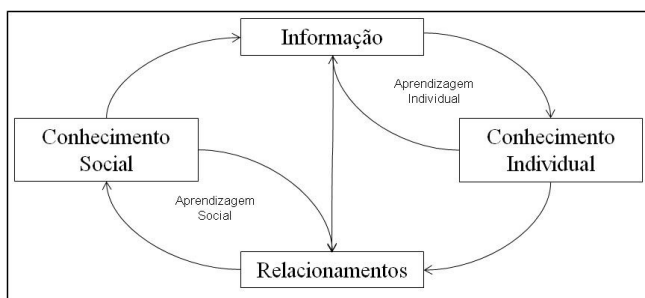 Informação
Aprendizagem
Individual
Conhecimento
Social
Conhecimento
Individual
Aprendizagem
Social
Relacionamentos